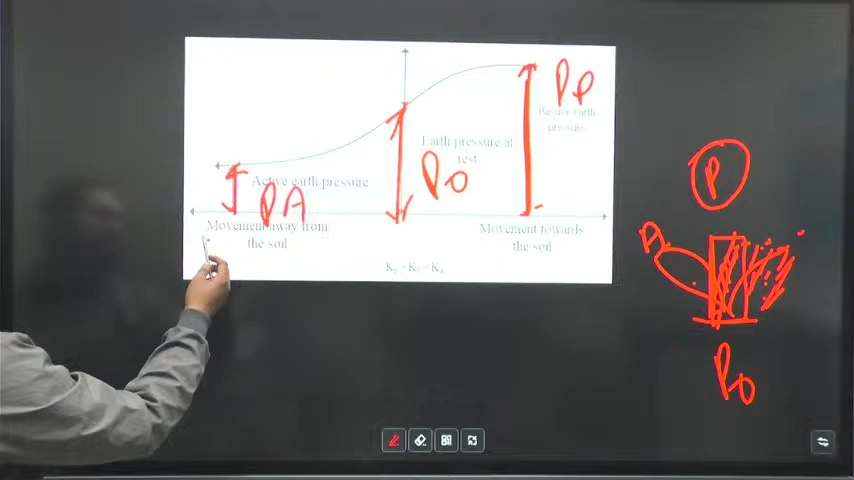 Pp
Passive earth
pressure
Earth pressure at
rest
Po
Active earth pressure
PA
Movement away from
the soil
Movement towards
the soil
P
A
Po